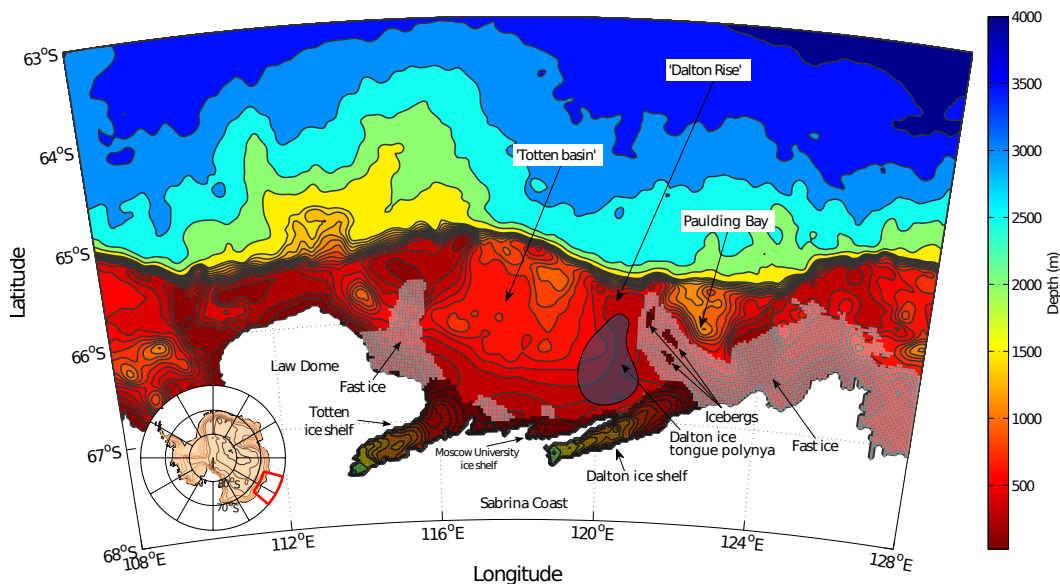 63°S
64°S
65°S
66°S
67°S
68°S
Latitude
'Dalton Rise'
'Totten basin'
Paulding Bay
Law Dome
Fast ice
Totten
ice shelf
Moscow University
ice shelf
Icebergs
Dalton ice
tongue polynya
Fast ice
Dalton ice shelf
Sabrina Coast
80°S
70°S
108°E
112°E
116°E
120°E
124°E
128°E
Longitude
4000
3500
3000
2500
2000
1500
1000
500
Depth (m)